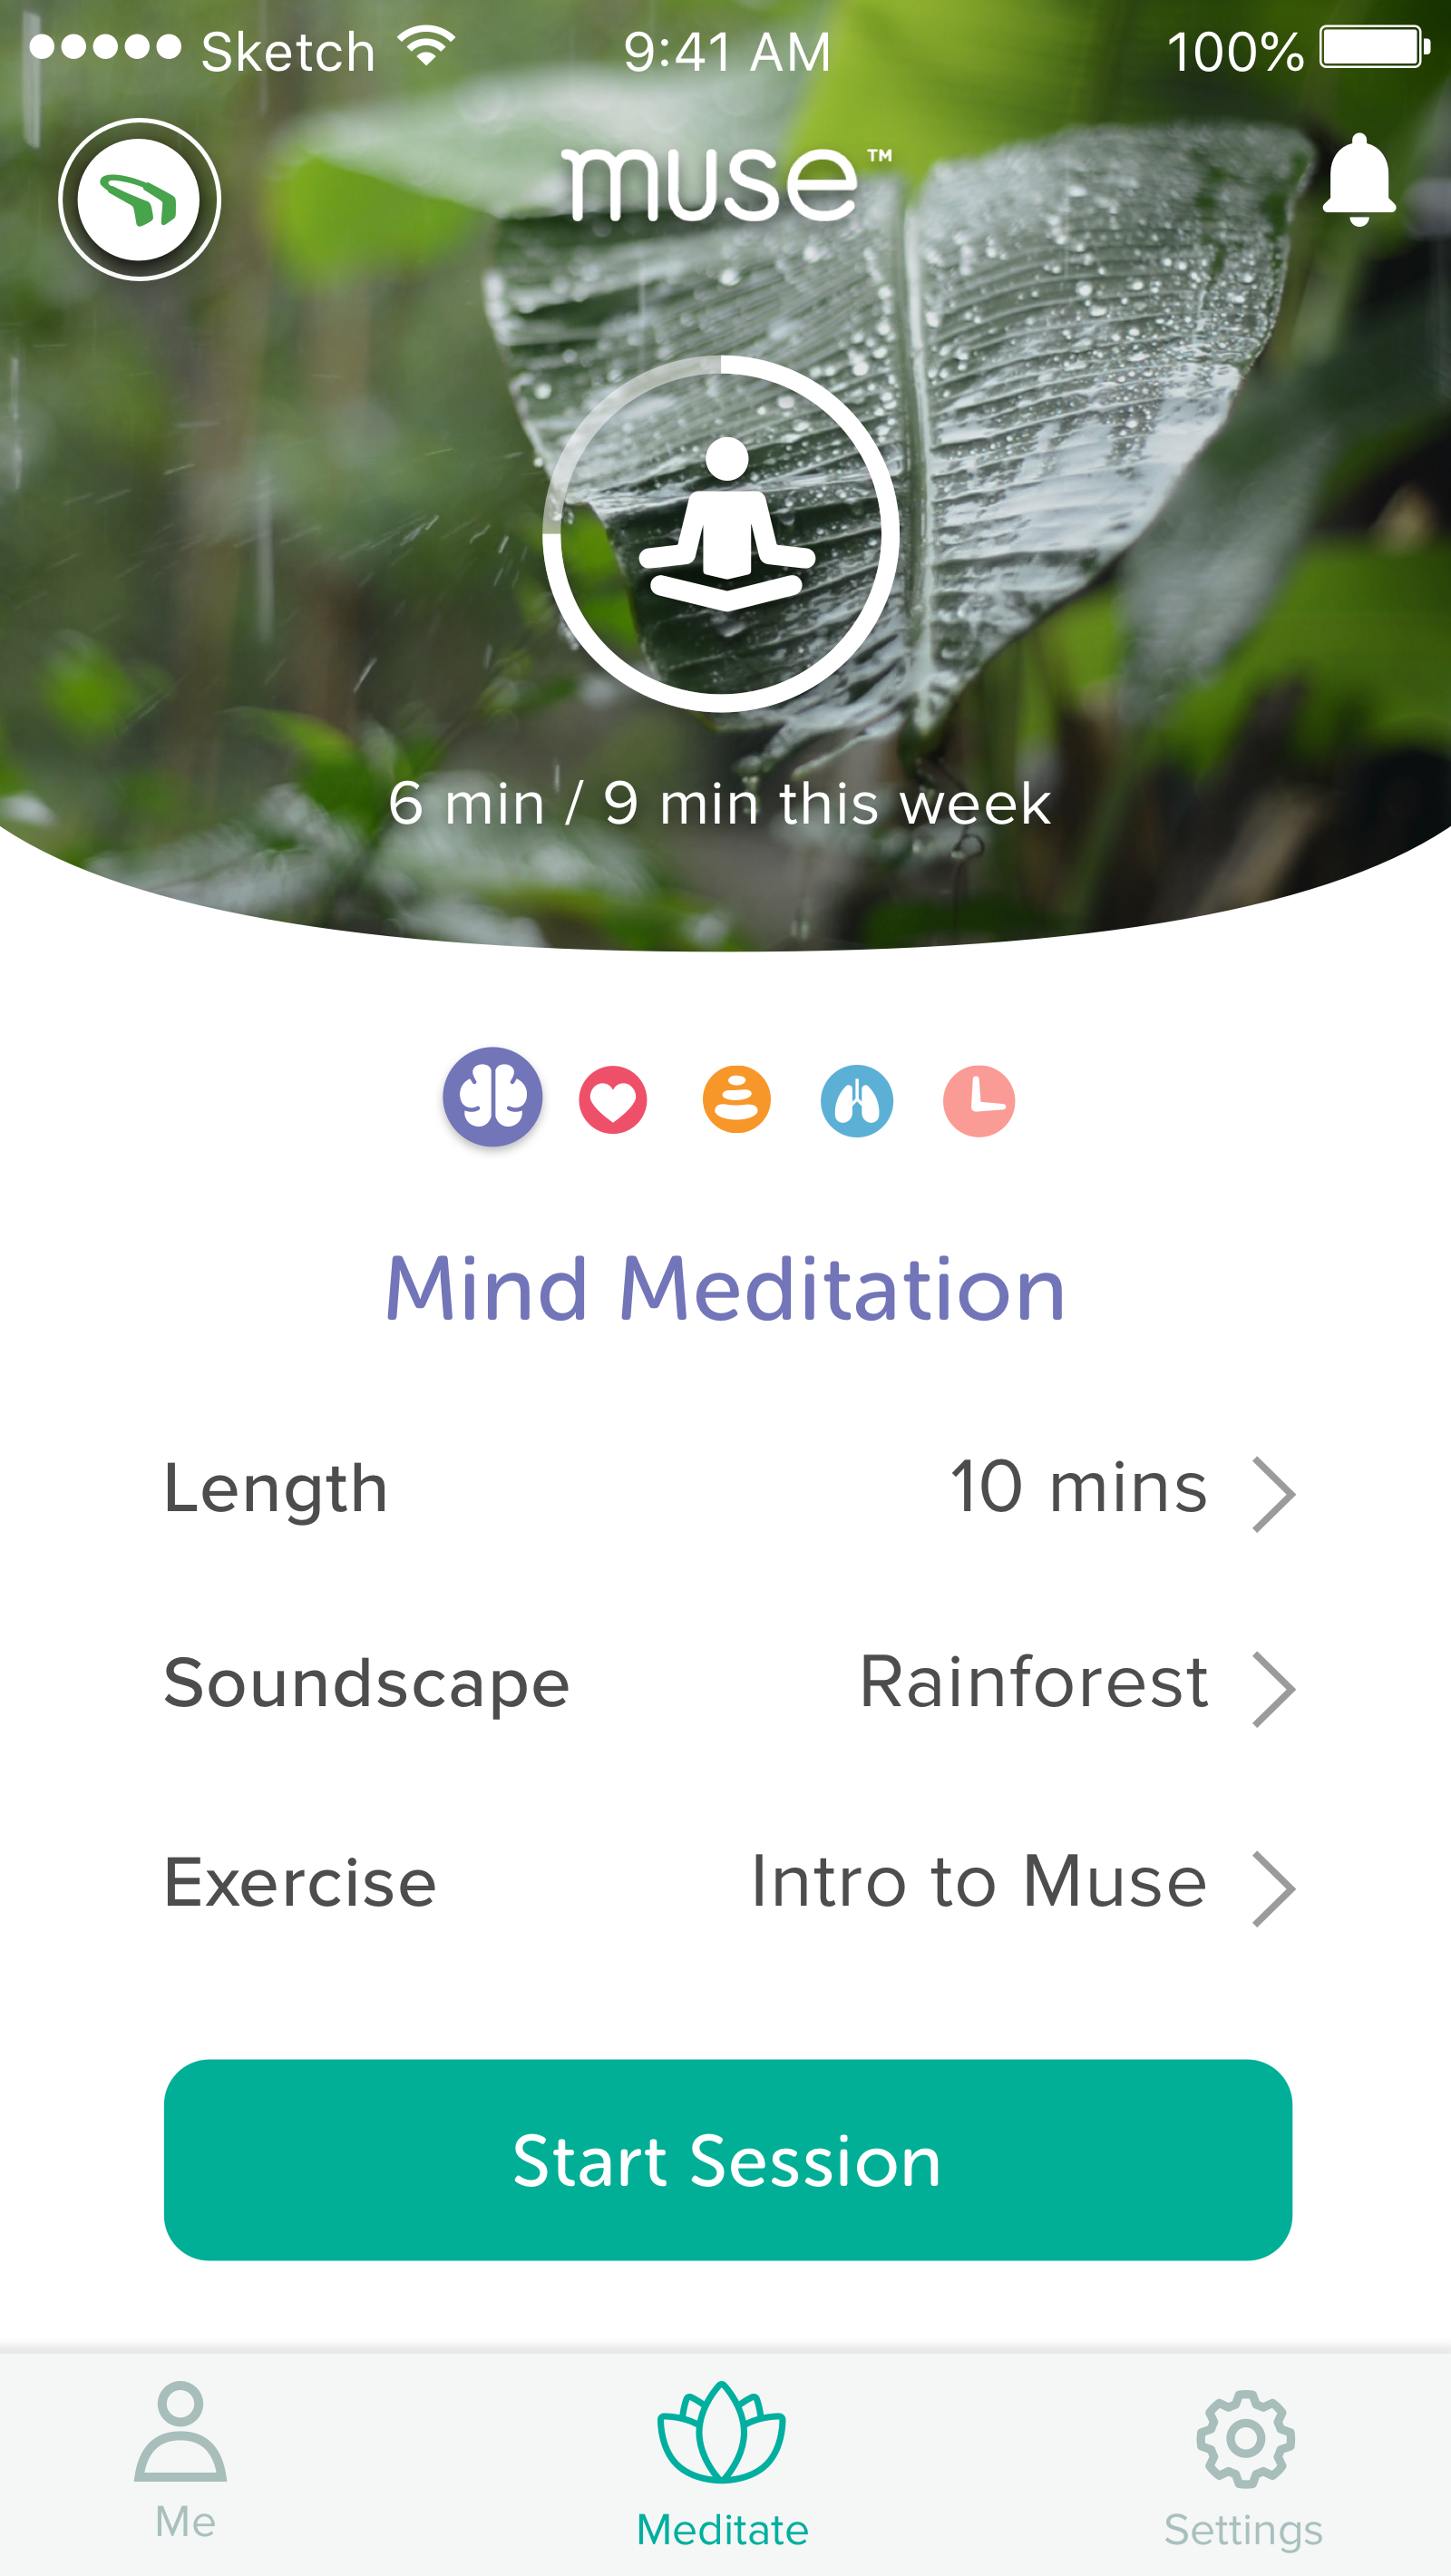 Sketch 9:41 AM 100%
muse™
6 min / 9 min this week
Mind Meditation
Length 10 mins
Soundscape Rainforest
Exercise Intro to Muse
Start Session
Me Meditate Settings